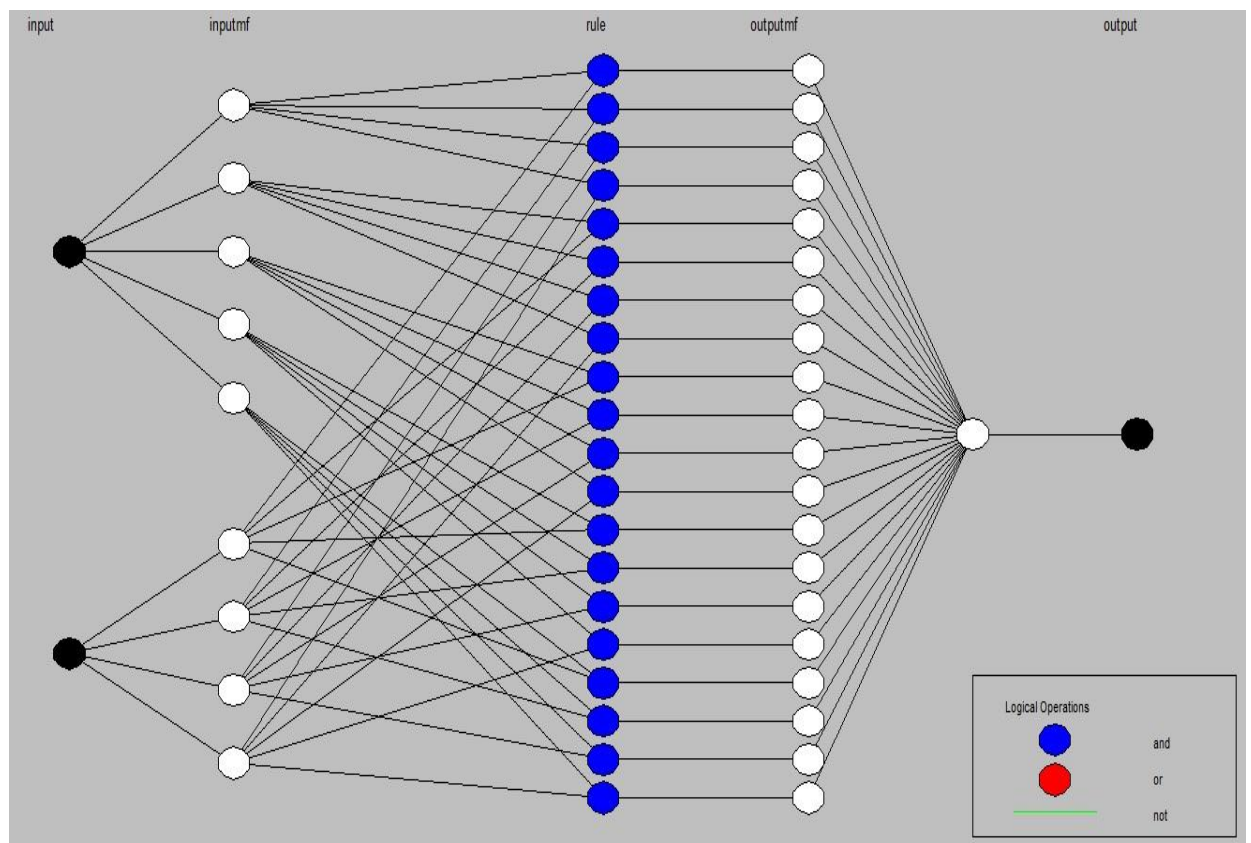 input inputmf rule outputmf output
Logical Operations
and
or
not